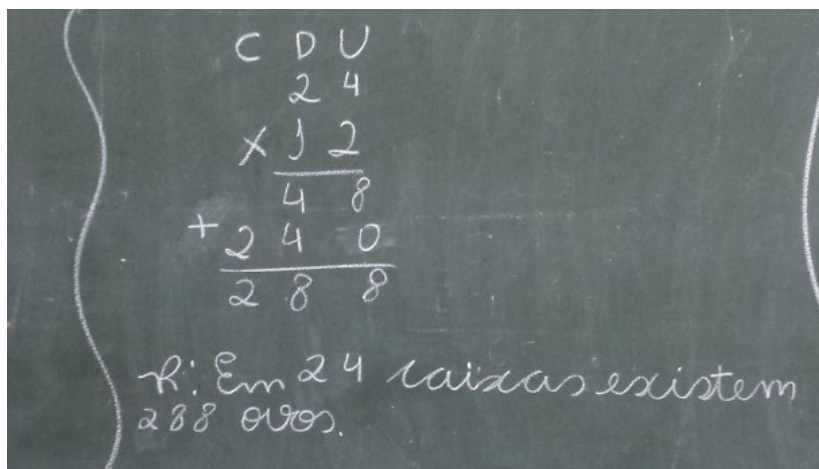 C D U
2 4
x 1 2
4 8
+ 2 4 0
2 8 8
R: Em 24 caixas existem
288 ovos.